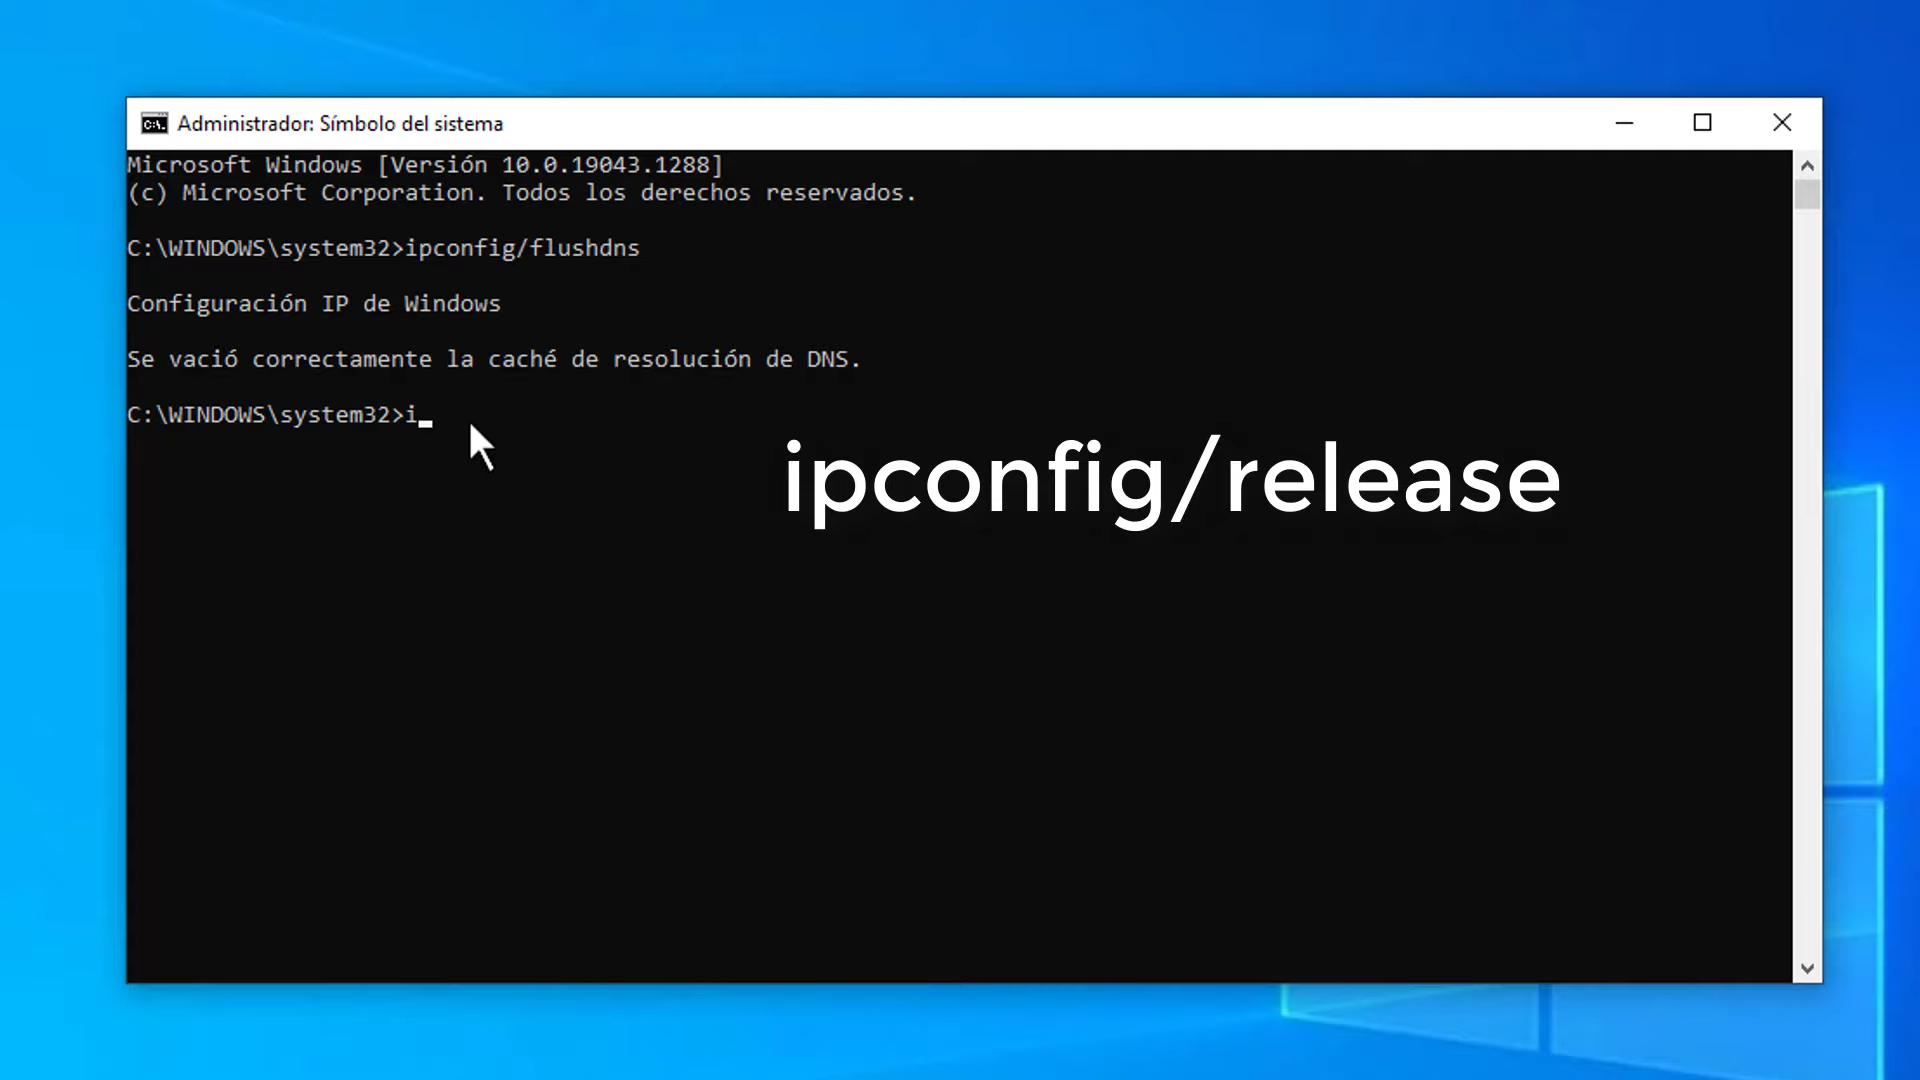 Administrador: Símbolo del sistema
Microsoft Windows [Versión 10.0.19043.1288]
(c) Microsoft Corporation. Todos los derechos reservados.
C:\WINDOWS\system32>ipconfig/flushdns
Configuración IP de Windows
Se vació correctamente la caché de resolución de DNS.
C:\WINDOWS\system32>i_
ipconfig/release